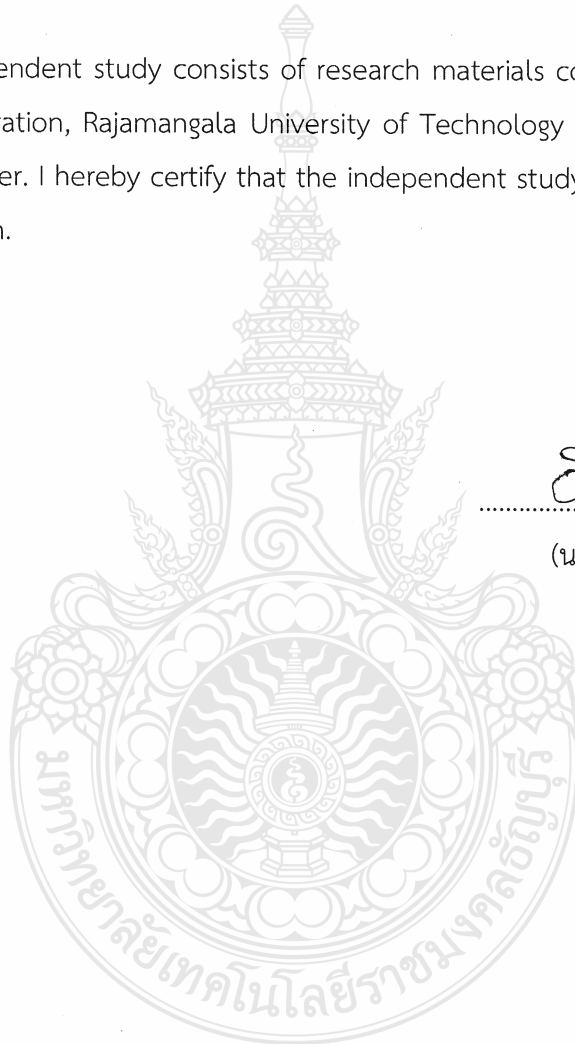 endent study consists of research materials co
ration, Rajamangala University of Technology
er. I hereby certify that the independent study
n.
(น
มหาวิทยาลัยเทคโนโลยีราชมงคลธัญบุรี